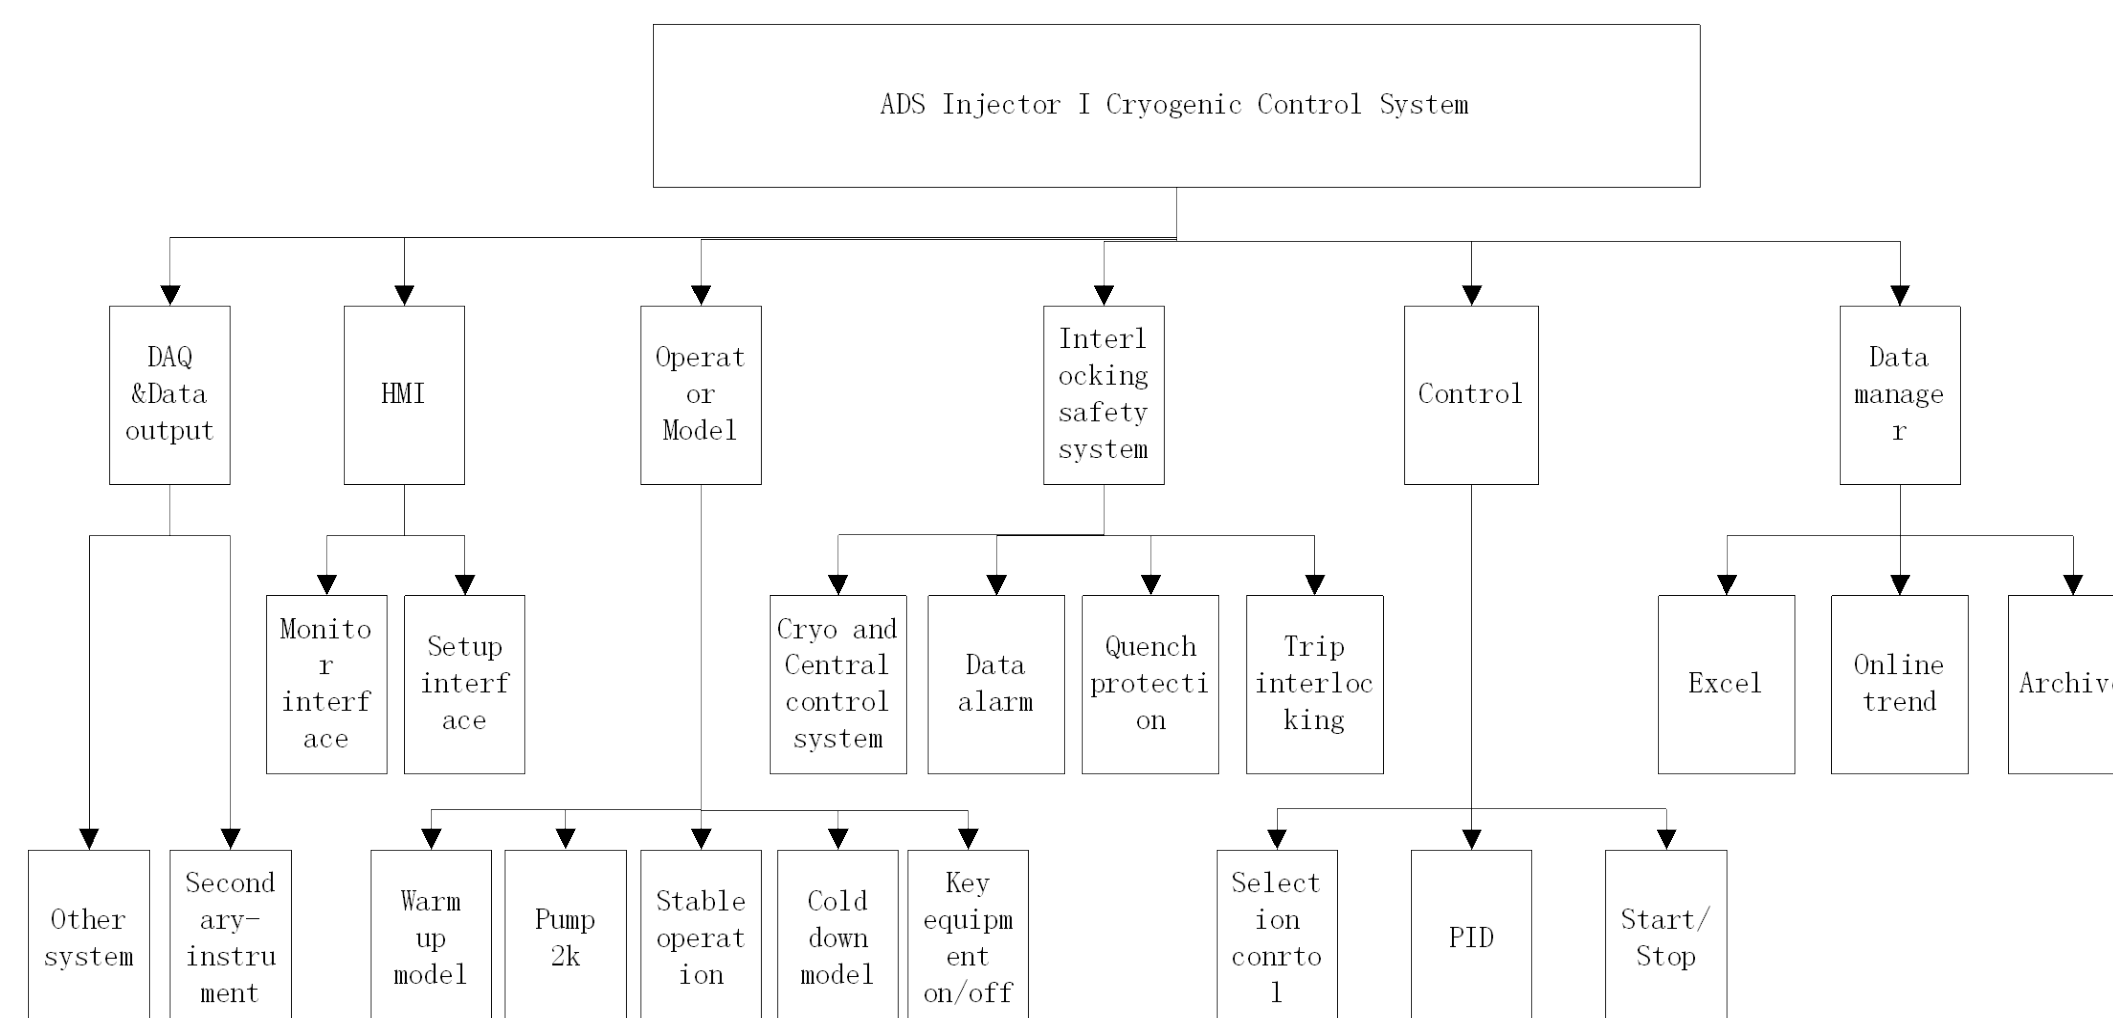 ADS Injector I Cryogenic Control System
DAQ
&Data
output
HMI
Operat
or
Model
Interl
ocking
safety
system
Control
Data
manage
r
Monito
r
interf
ace
Setup
interf
ace
Cryo and
Central
control
system
Data
alarm
Quench
protecti
on
Trip
interloc
king
Excel
Online
trend
Archive
Other
system
Second
ary-
instru
ment
Warm
up
model
Pump
2k
Stable
operat
ion
Cold
down
model
Key
equipm
ent
on/off
Select
ion
conrto
l
PID
Start/
Stop